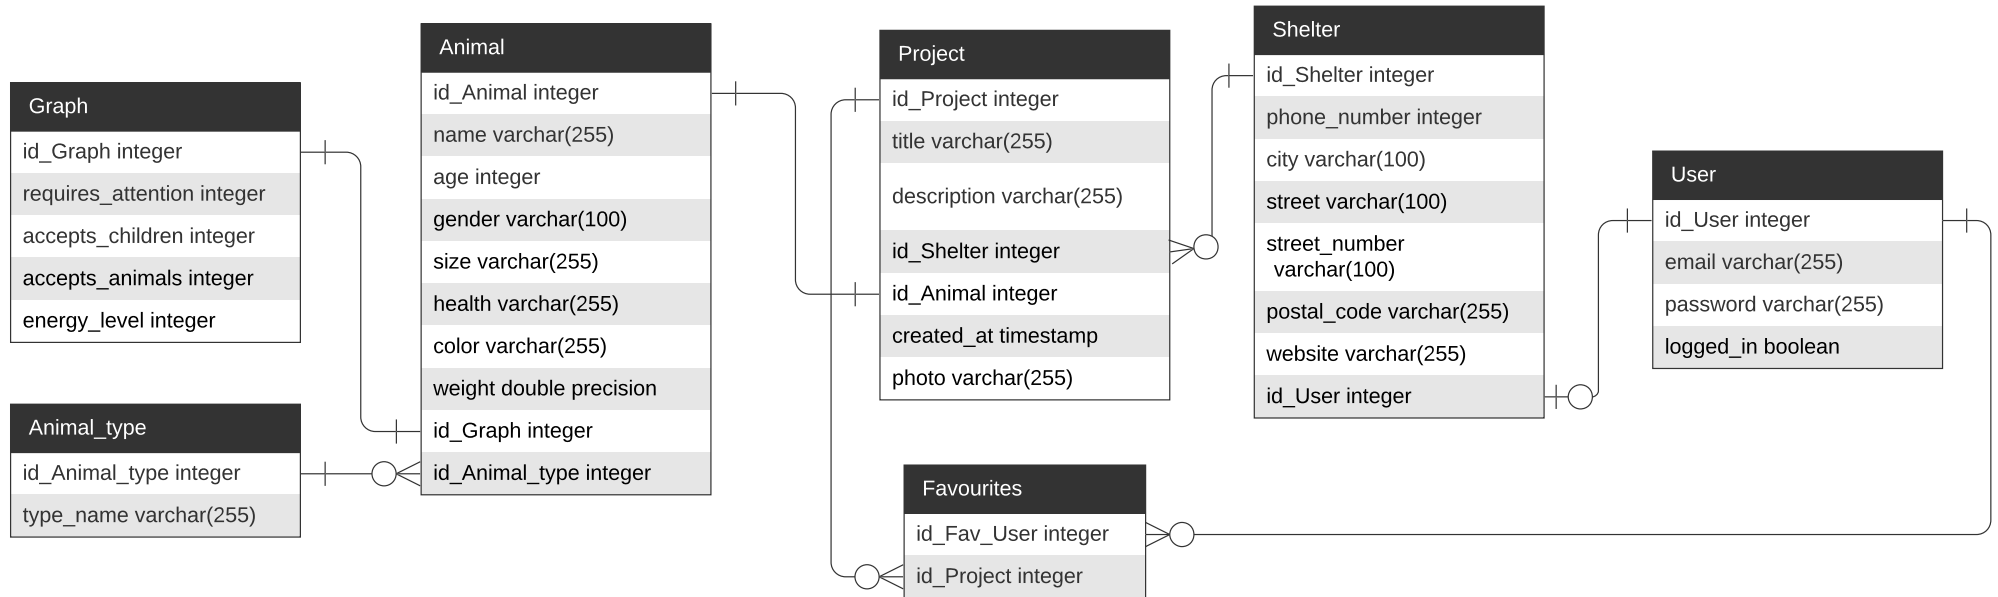 Graph
id_Graph integer
requires_attention integer
accepts_children integer
accepts_animals integer
energy_level integer
Animal_type
id_Animal_type integer
type_name varchar(255)
Animal
id_Animal integer
name varchar(255)
age integer
gender varchar(100)
size varchar(255)
health varchar(255)
color varchar(255)
weight double precision
id_Graph integer
id_Animal_type integer
Project
id_Project integer
title varchar(255)
description varchar(255)
id_Shelter integer
id_Animal integer
created_at timestamp
photo varchar(255)
Favourites
id_Fav_User integer
id_Project integer
Shelter
id_Shelter integer
phone_number integer
city varchar(100)
street varchar(100)
street_number
varchar(100)
postal_code varchar(255)
website varchar(255)
id_User integer
User
id_User integer
email varchar(255)
password varchar(255)
logged_in boolean